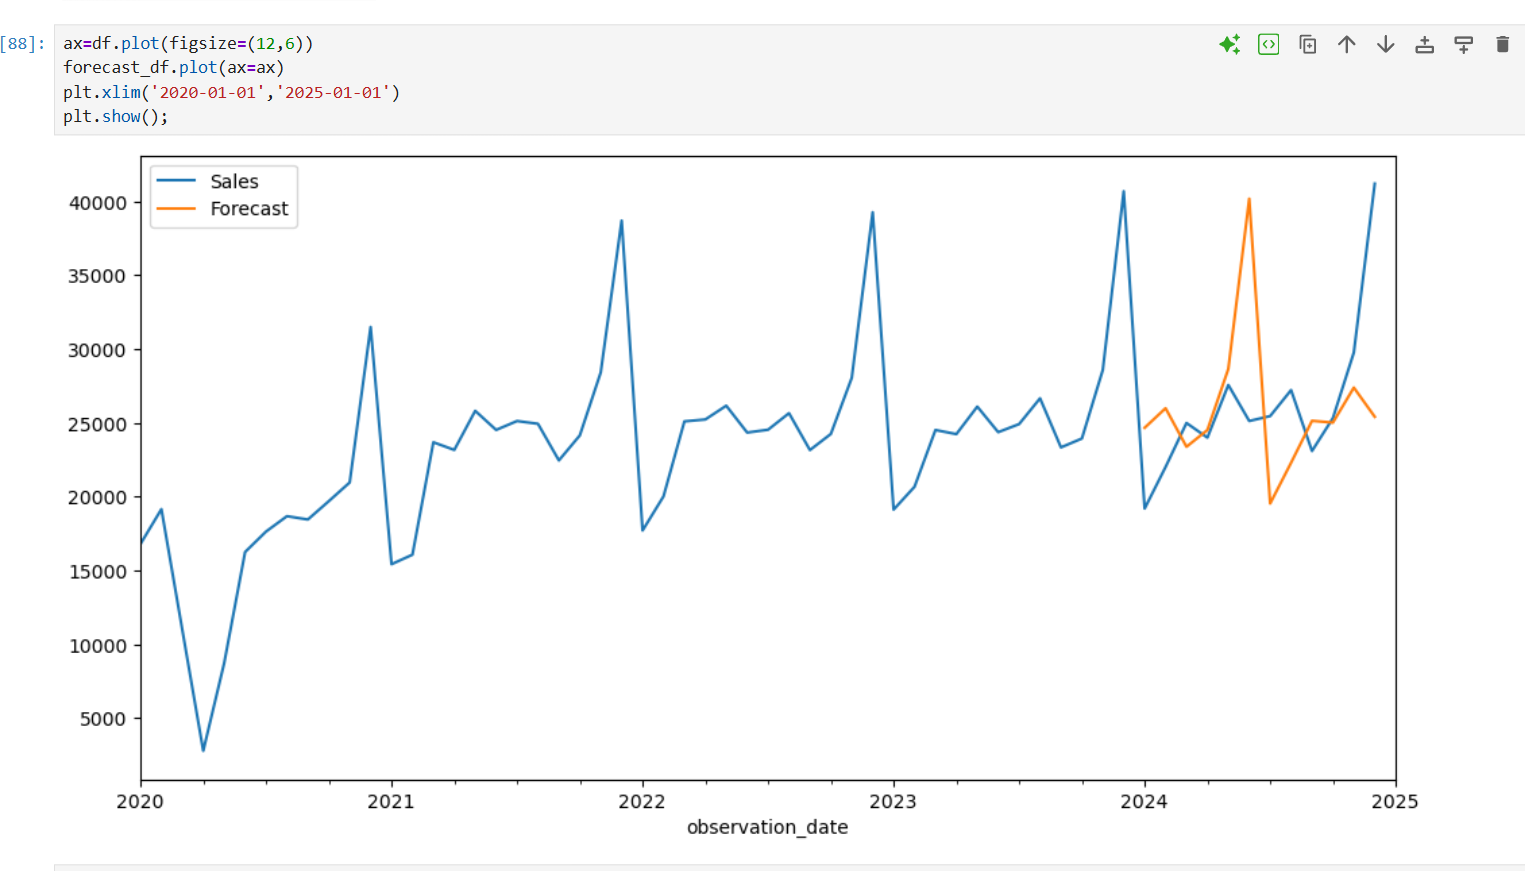 [88]:
ax=df.plot(figsize=(12,6))
forecast_df.plot(ax=ax)
plt.xlim('2020-01-01','2025-01-01')
plt.show();
Sales
Forecast
40000
35000
30000
25000
20000
15000
10000
5000
2020 2021 2022 2023 2024 2025
observation_date